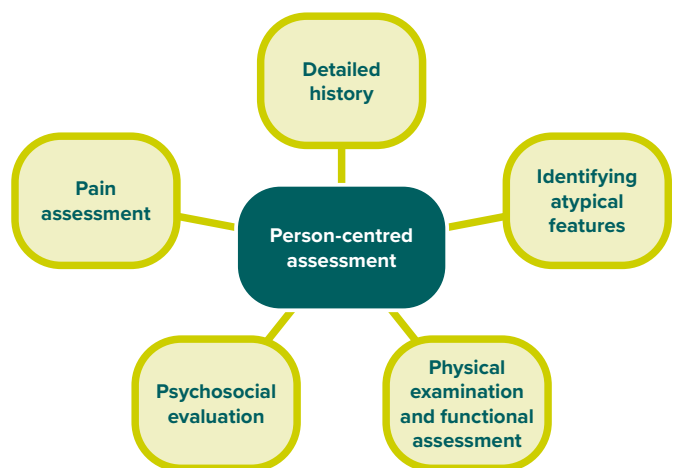 Detailed
history
Identifying
atypical
features
Physical
examination
and functional
assessment
Psychosocial
evaluation
Pain
assessment
Person-centred
assessment